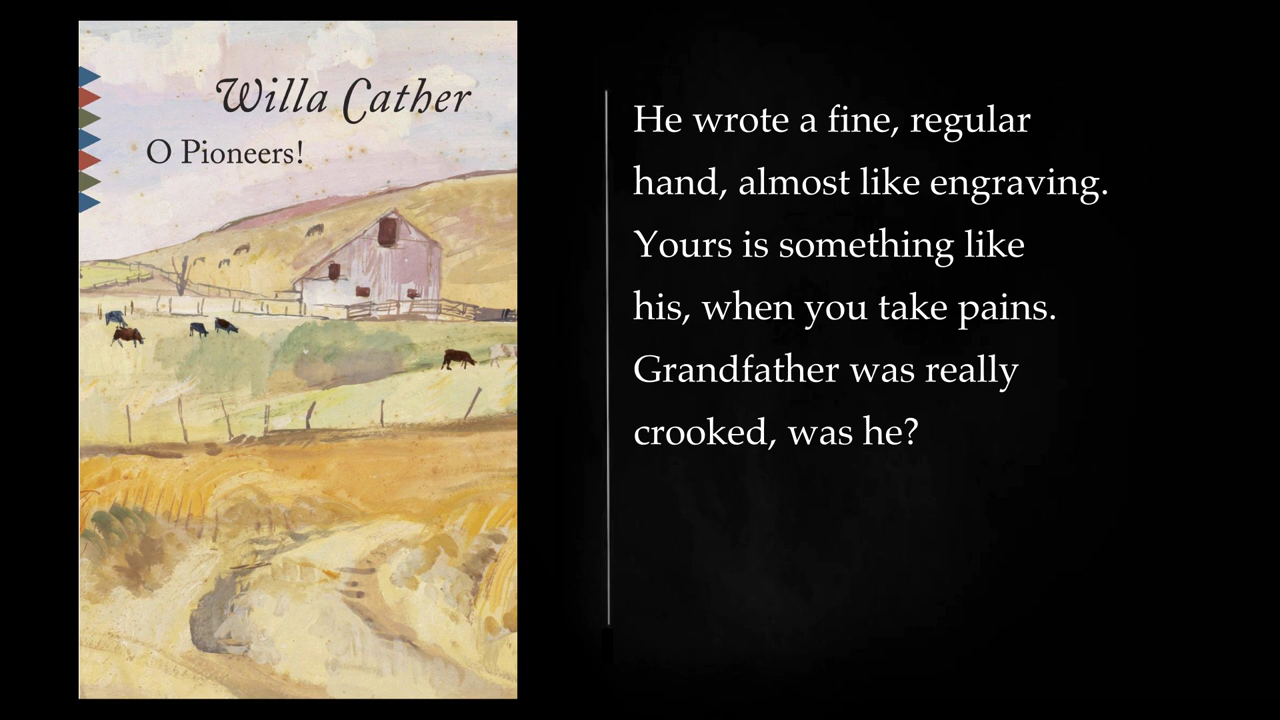 Willa Cather
O Pioneers!
He wrote a fine, regular
hand, almost like engraving.
Yours is something like
his, when you take pains.
Grandfather was really
crooked, was he?